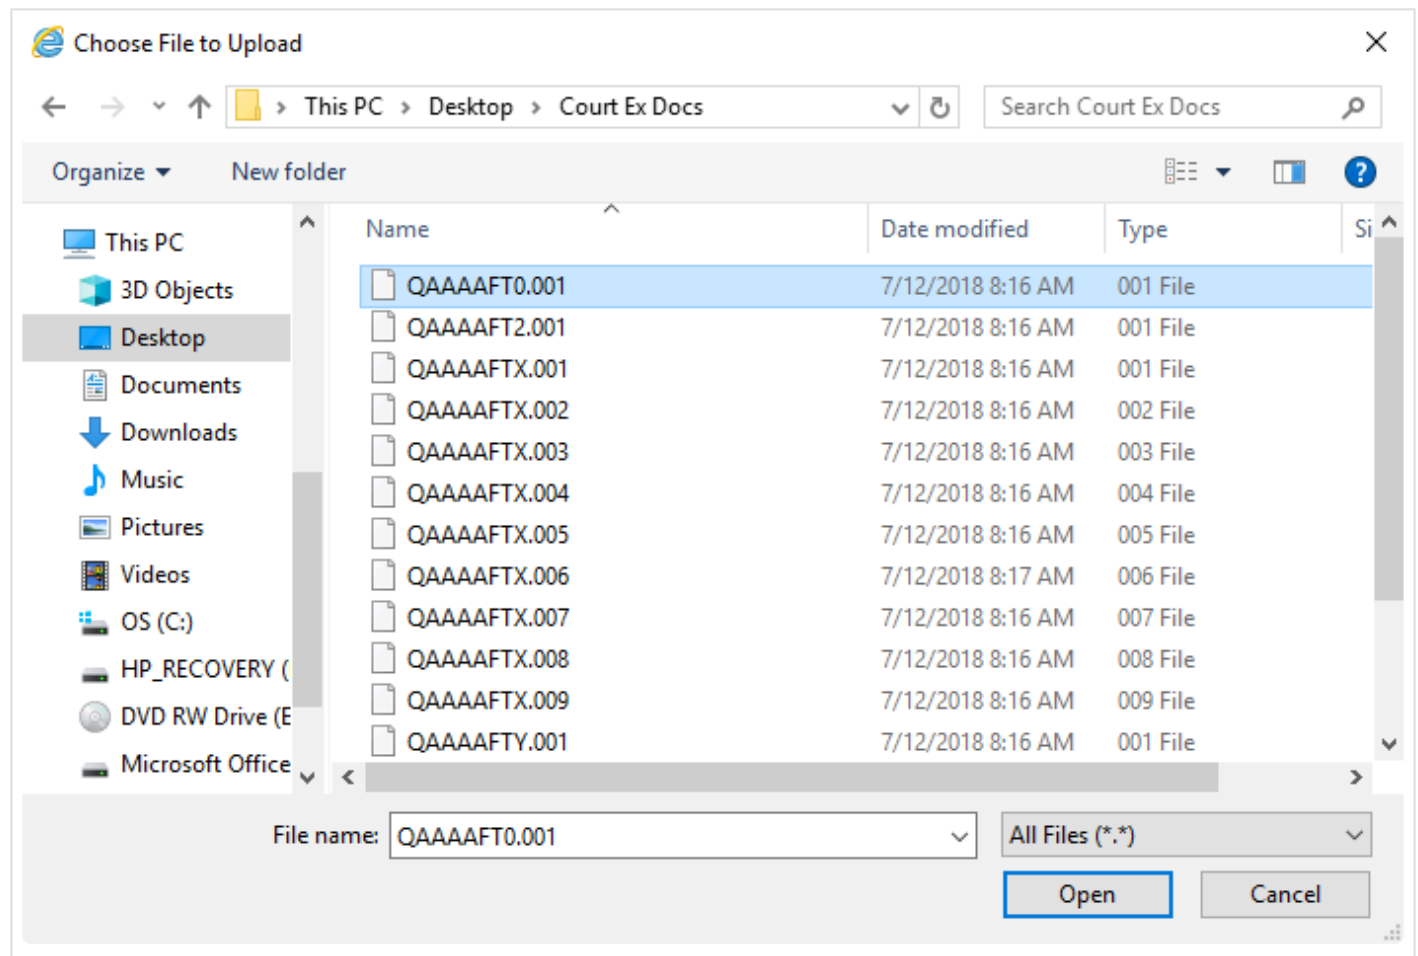 Choose File to Upload
This PC > Desktop > Court Ex Docs
Search Court Ex Docs
Organize
New folder
?
This PC
3D Objects
Desktop
Documents
Downloads
Music
Pictures
Videos
OS (C:)
HP_RECOVERY (
DVD RW Drive (E
Microsoft Office
Name Date modified Type Si
QAAAAFT0.001 7/12/2018 8:16 AM 001 File
QAAAAFT2.001 7/12/2018 8:16 AM 001 File
QAAAAFTX.001 7/12/2018 8:16 AM 001 File
QAAAAFTX.002 7/12/2018 8:16 AM 002 File
QAAAAFTX.003 7/12/2018 8:16 AM 003 File
QAAAAFTX.004 7/12/2018 8:16 AM 004 File
QAAAAFTX.005 7/12/2018 8:16 AM 005 File
QAAAAFTX.006 7/12/2018 8:17 AM 006 File
QAAAAFTX.007 7/12/2018 8:16 AM 007 File
QAAAAFTX.008 7/12/2018 8:16 AM 008 File
QAAAAFTX.009 7/12/2018 8:16 AM 009 File
QAAAAFTY.001 7/12/2018 8:16 AM 001 File
File name: QAAAAFT0.001
All Files (*.*)
Open
Cancel